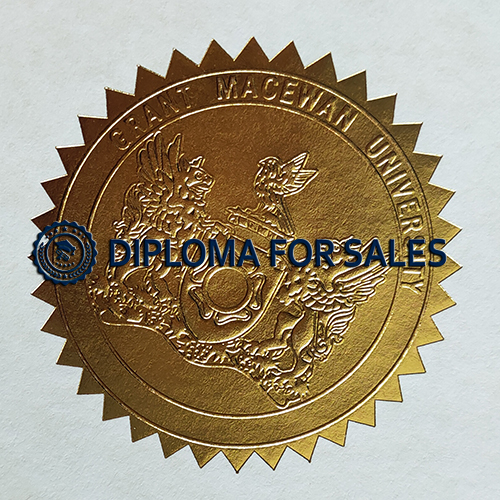 GRANT MACEWAN UNIVERSITY
DIPLOMA FOR SALES